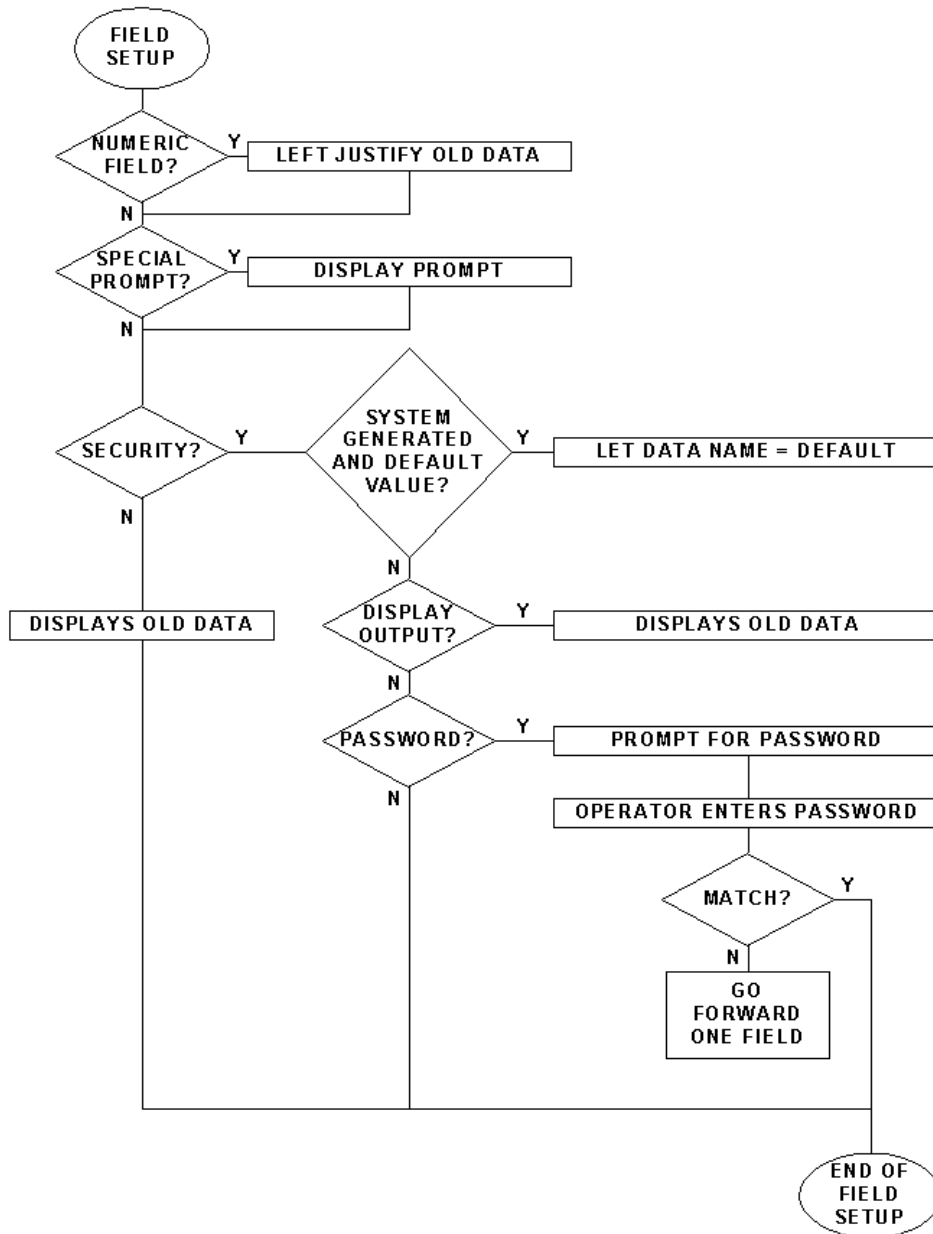 FIELD
SETUP
NUMERIC
FIELD?
Y
LEFT JUSTIFY OLD DATA
N
SPECIAL
PROMPT?
Y
DISPLAY PROMPT
N
SECURITY?
Y
SYSTEM
GENERATED
AND DEFAULT
VALUE?
Y
LET DATA NAME = DEFAULT
N
N
DISPLAYS OLD DATA
DISPLAY
OUTPUT?
Y
DISPLAYS OLD DATA
N
PASSWORD?
Y
PROMPT FOR PASSWORD
N
OPERATOR ENTERS PASSWORD
MATCH?
Y
N
GO
FORWARD
ONE FIELD
END OF
FIELD
SETUP